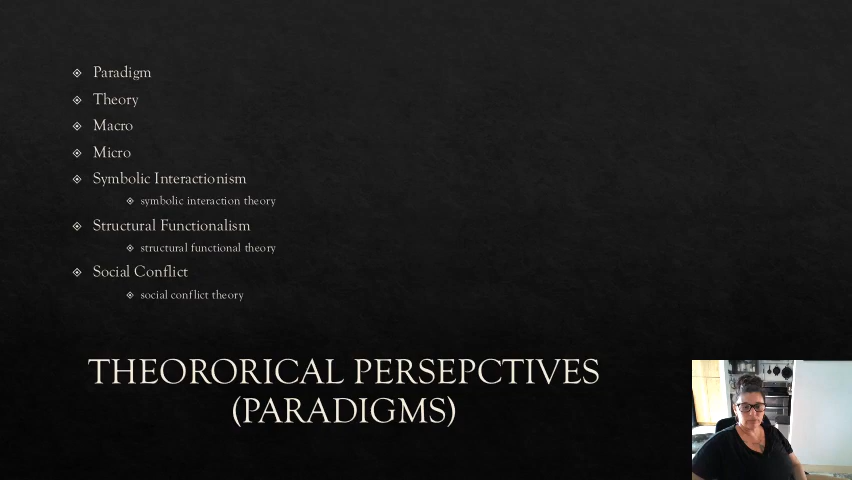 Paradigm
Theory
Macro
Micro
Symbolic Interactionism
symbolic interaction theory
Structural Functionalism
structural functional theory
Social Conflict
social conflict theory
THEORORICAL PERSEPCTIVES
(PARADIGMS)